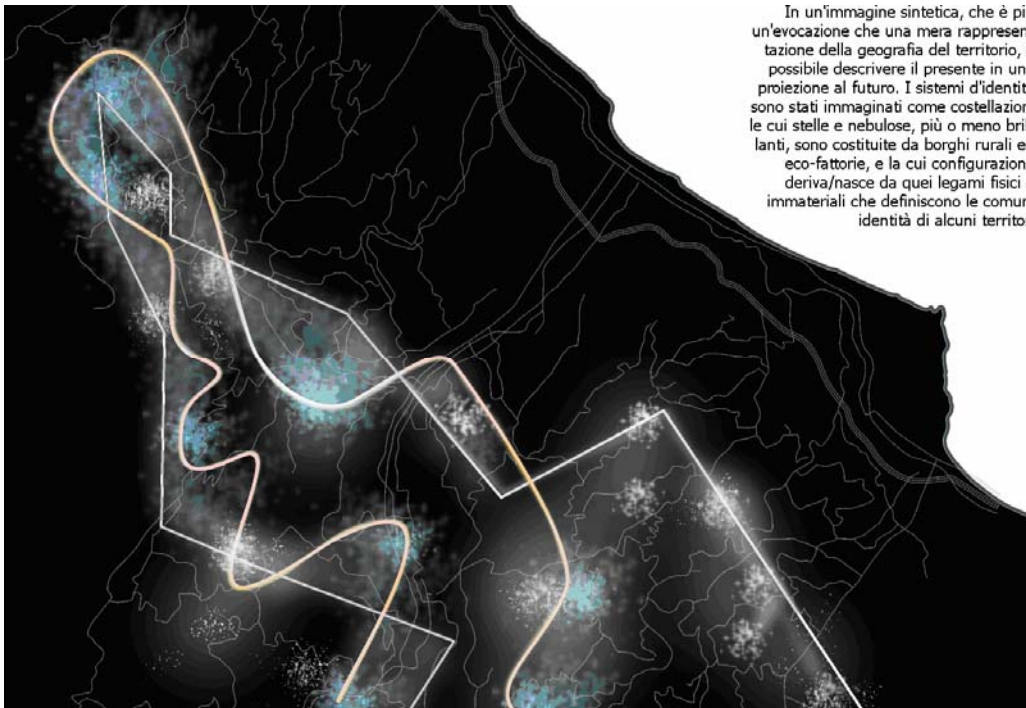 In un'immagine sintetica, che è pi
un'evocazione che una mera rappresen
tazione della geografia del territorio,
possibile descrivere il presente in un
proiezione al futuro. I sistemi d'identit
sono stati immaginati come costellazion
le cui stelle e nebulose, più o meno bril
lanti, sono costituite da borghi rurali e
eco-fattorie, e la cui configurazion
deriva/nasce da quei legami fisici
immateriali che definiscono le comun
identità di alcuni territo